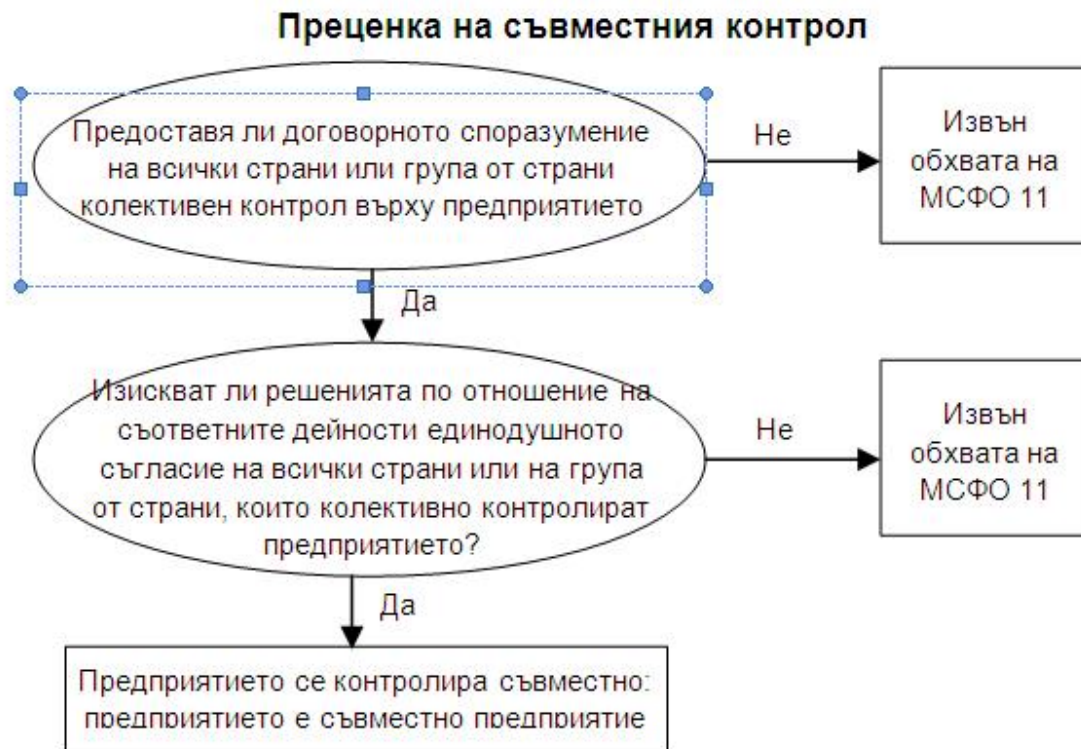 Преценка на съвместния контрол
Предоставя ли договорното споразумение
на всички страни или група от страни
колективен контрол върху предприятието
Не
Извън
обхвата на
МСФО 11
Да
Изискват ли решенията по отношение на
съответните дейности единодушното
съгласие на всички страни или на група
от страни, които колективно контролират
предприятието?
Не
Извън
обхвата на
МСФО 11
Да
Предприятието се контролира съвместно:
предприятието е съвместно предприятие